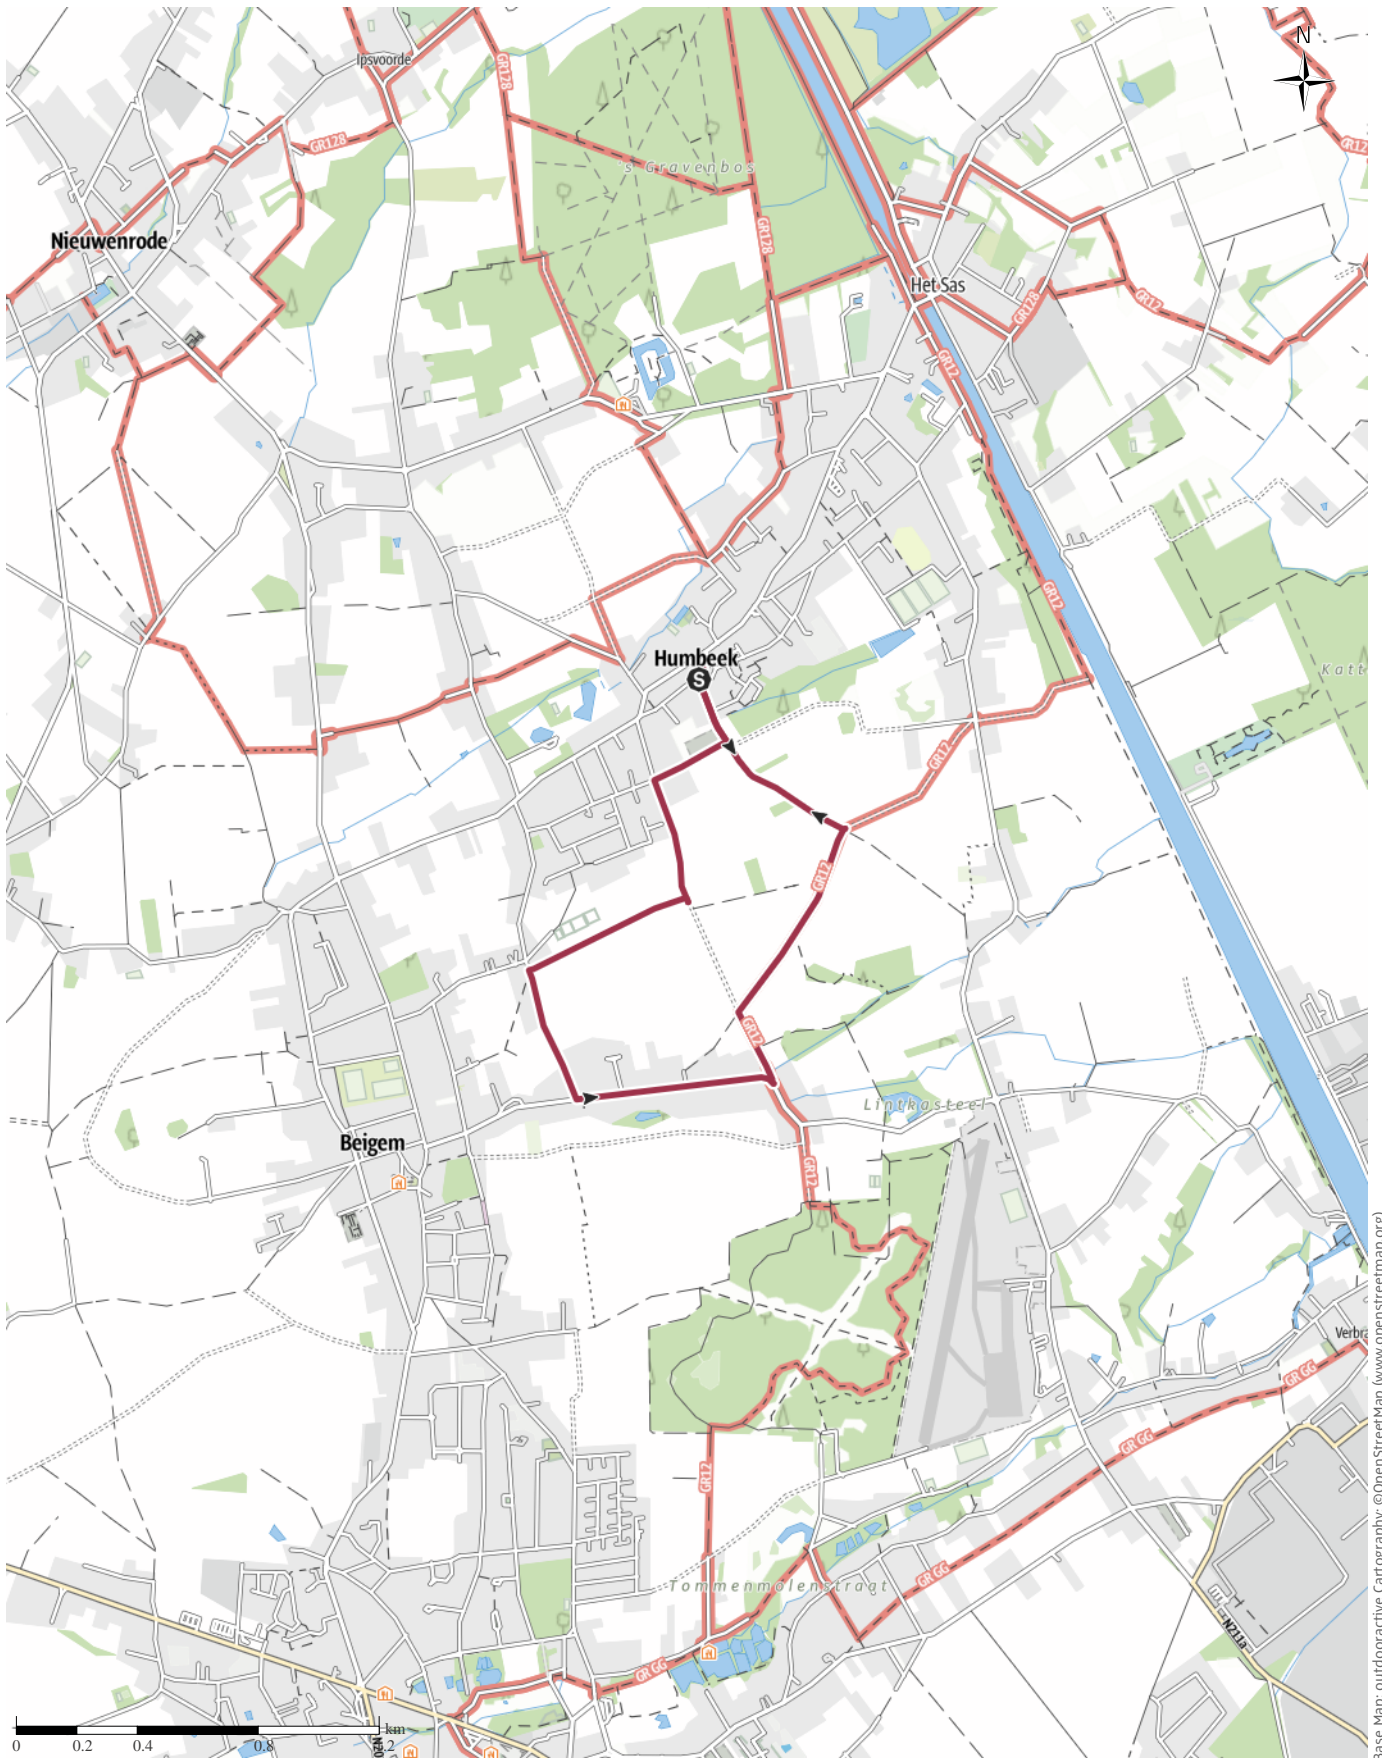 N
Ipsvoorde
GR128
GR128
's Gravenbos
GR12
Nieuwenrode
GR128
Het Sas
GR128
GR12
GR12
GR12
Humbeek
S
Katt
GR12
GR12
GR12
Lintkasteel
Beigem
GR12
Verbra
GR GG
GR GG
GR12
GR GG
Tommenmolenstraat
N211a
GR GG
km
0 0.2 0.4 0.8 1.2
Base Map: outdooractive Cartography; ©OpenStreetMap (www.openstreetmap.org)